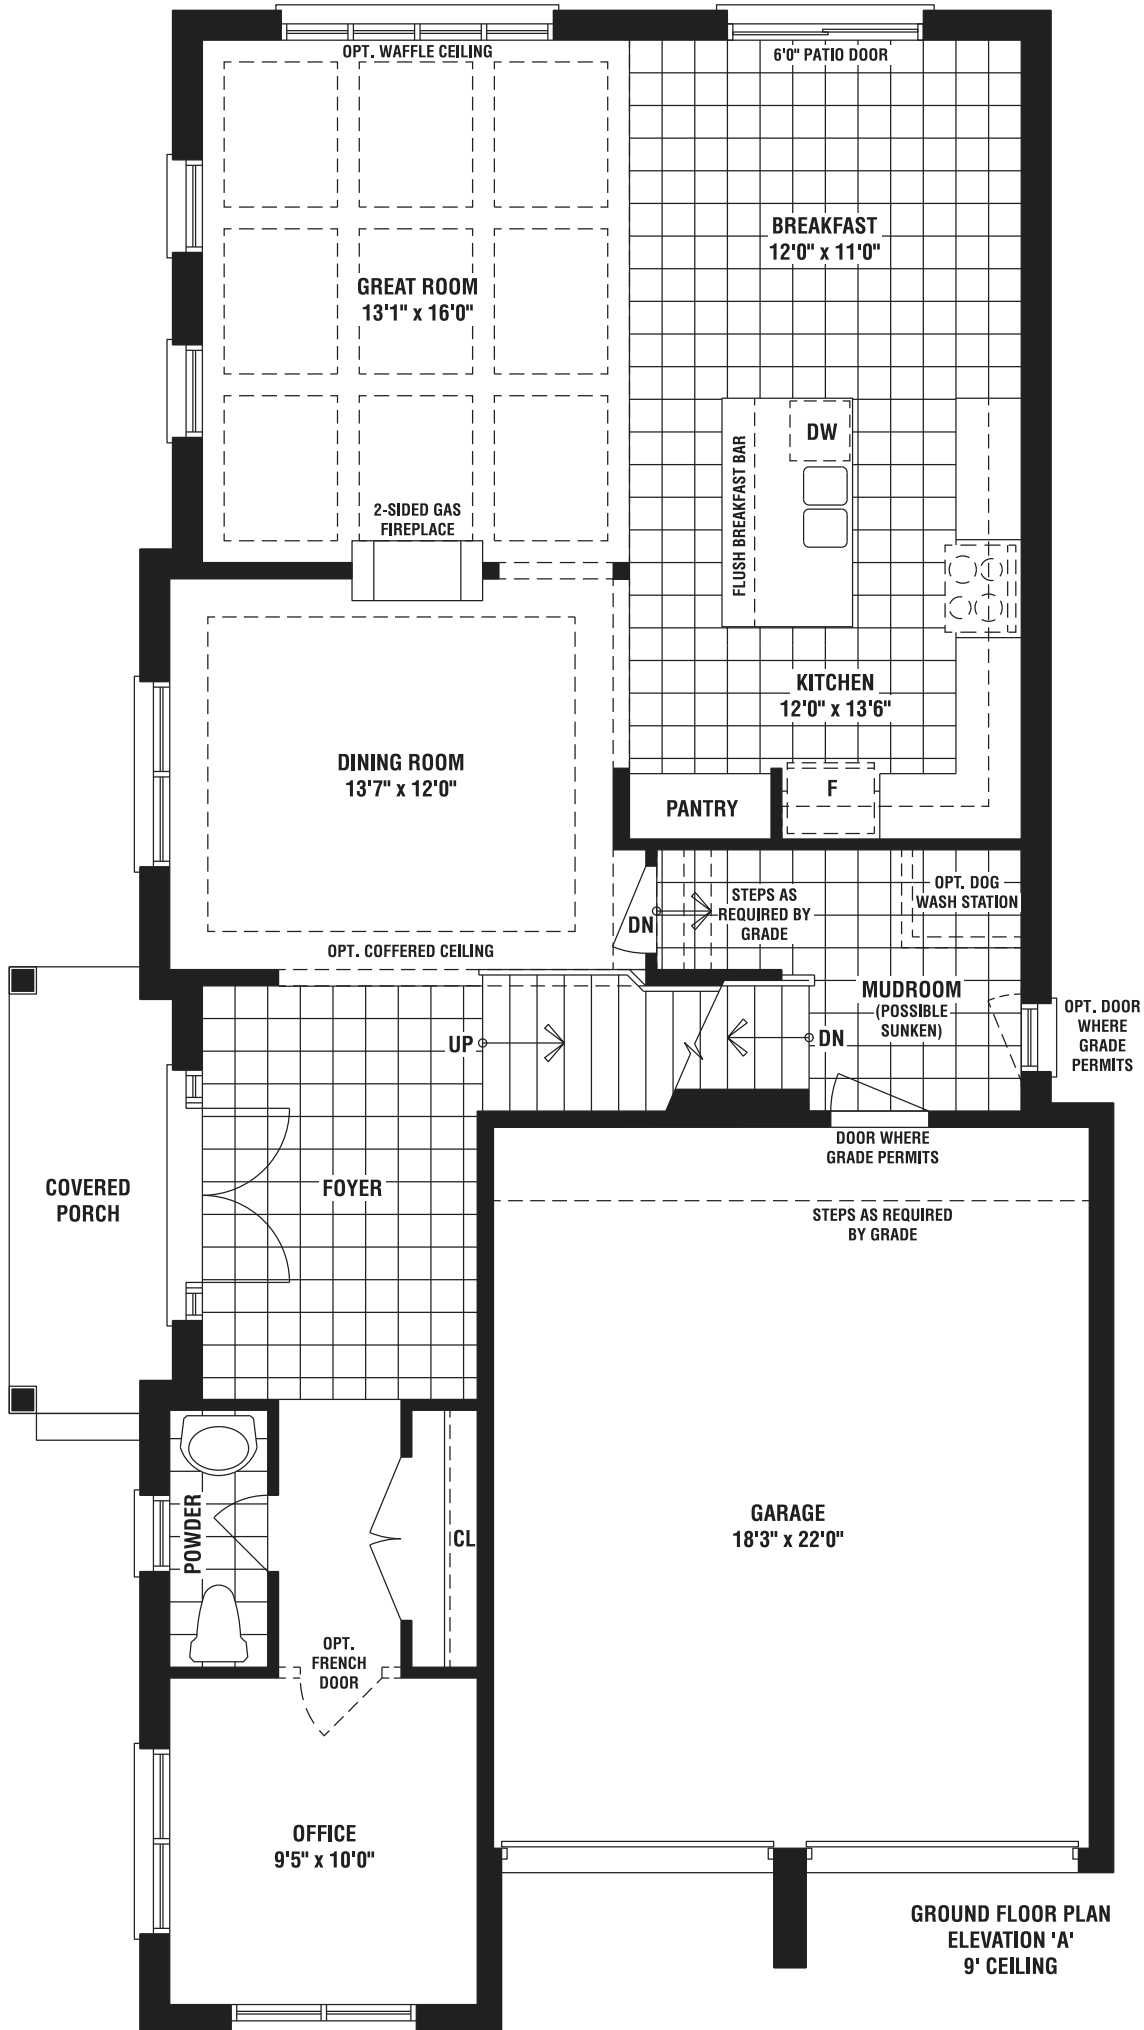 OPT. WAFFLE CEILING
6'0" PATIO DOOR
BREAKFAST
12'0" x 11'0"
GREAT ROOM
13'1" x 16'0"
DW
FLUSH BREAKFAST BAR
2-SIDED GAS
FIREPLACE
KITCHEN
12'0" x 13'6"
DINING ROOM
13'7" x 12'0"
F
PANTRY
OPT. DOG
WASH STATION
STEPS AS
REQUIRED BY
GRADE
DN
OPT. COFFERED CEILING
MUDROOM
(POSSIBLE
SUNKEN)
OPT. DOOR
WHERE
GRADE
PERMITS
UP
DN
DOOR WHERE
GRADE PERMITS
COVERED
PORCH
FOYER
STEPS AS REQUIRED
BY GRADE
POWDER
CL
GARAGE
18'3" x 22'0"
OPT.
FRENCH
DOOR
OFFICE
9'5" x 10'0"
GROUND FLOOR PLAN
ELEVATION 'A'
9' CEILING